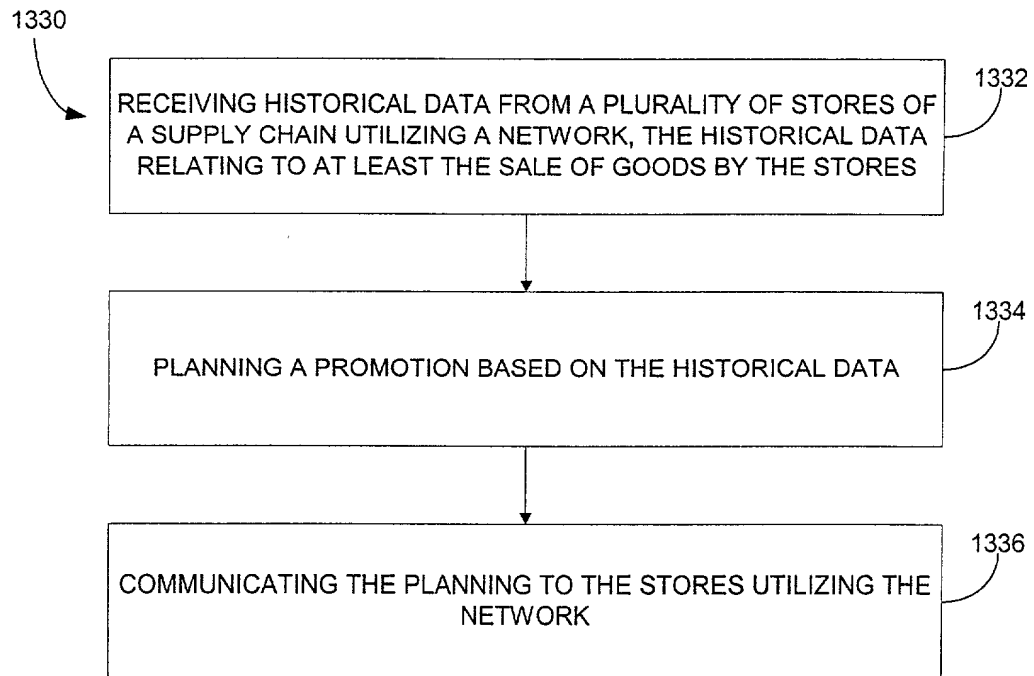 1330
1332
RECEIVING HISTORICAL DATA FROM A PLURALITY OF STORES OF
A SUPPLY CHAIN UTILIZING A NETWORK, THE HISTORICAL DATA
RELATING TO AT LEAST THE SALE OF GOODS BY THE STORES
1334
PLANNING A PROMOTION BASED ON THE HISTORICAL DATA
1336
COMMUNICATING THE PLANNING TO THE STORES UTILIZING THE
NETWORK